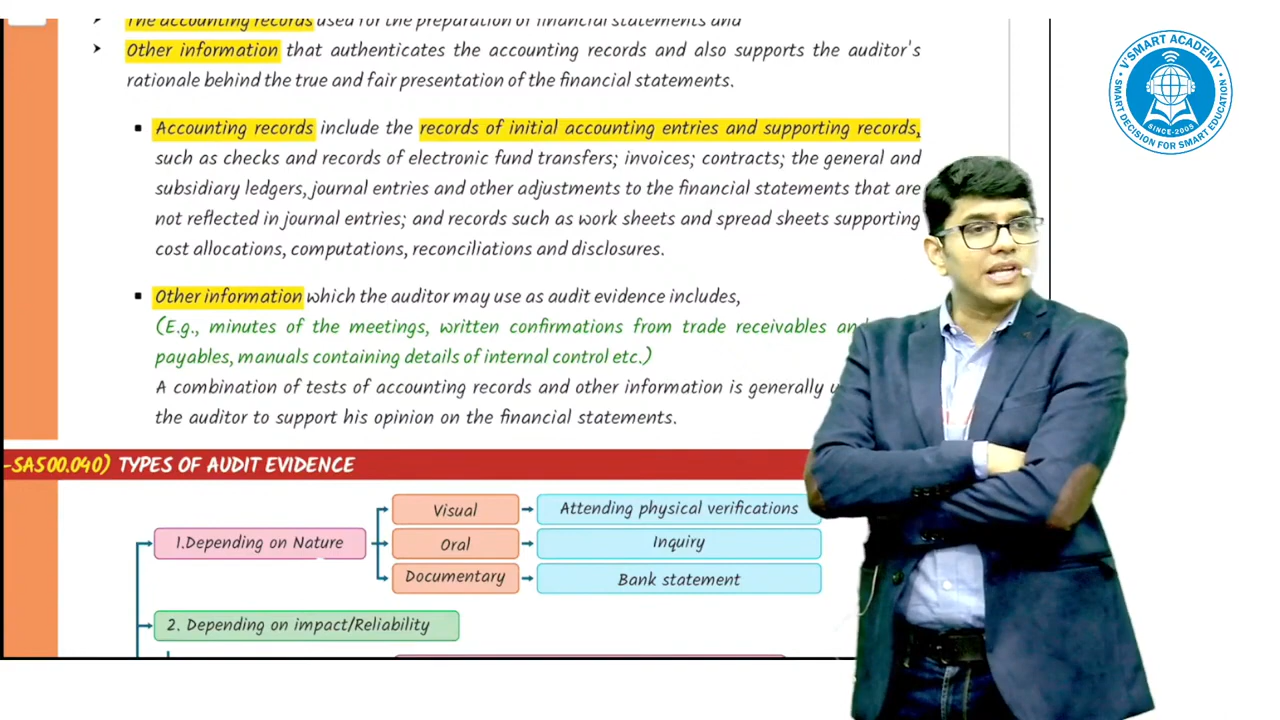 The accounting records used for the preparation of financial statements and
Other information that authenticates the accounting records and also supports the auditor's
rationale behind the true and fair presentation of the financial statements.
Accounting records include the records of initial accounting entries and supporting records,
such as checks and records of electronic fund transfers; invoices; contracts; the general and
subsidiary ledgers, journal entries and other adjustments to the financial statements that are
not reflected in journal entries; and records such as work sheets and spread sheets supporting
cost allocations, computations, reconciliations and disclosures.
Other information which the auditor may use as audit evidence includes,
(E.g., minutes of the meetings, written confirmations from trade receivables
payables, manuals containing details of internal control etc.)
A combination of tests of accounting records and other information is generally
the auditor to support his opinion on the financial statements.
-SA500.040) TYPES OF AUDIT EVIDENCE
1.Depending on Nature
Visual
Attending physical verifications
Oral
Inquiry
Documentary
Bank statement
2. Depending on impact/Reliability
V'SMART ACADEMY
SMART DECISION FOR SMART EDUCATION
SINCE-2005